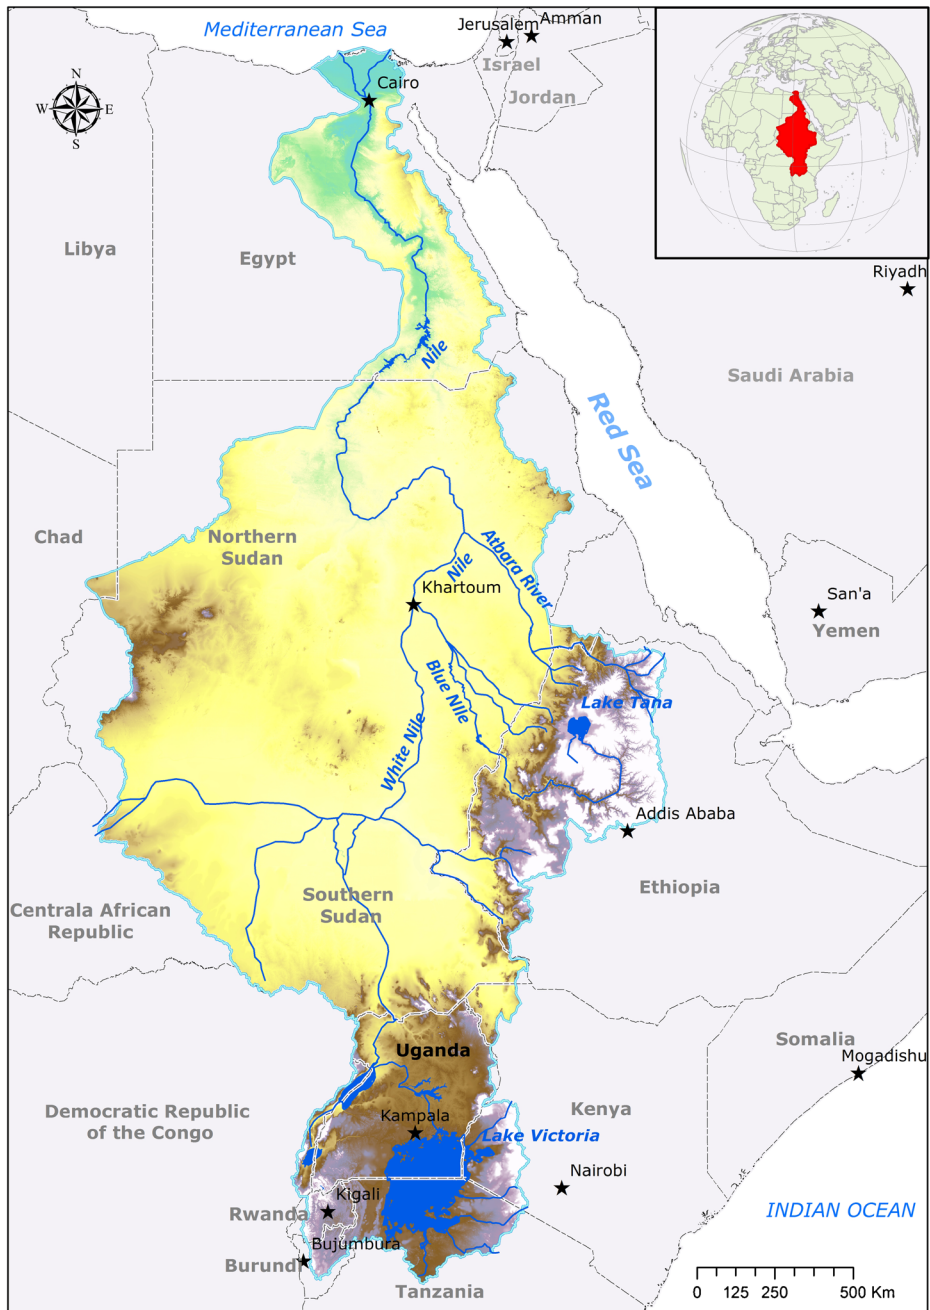 Mediterranean Sea
Jerusalem
Amman
Israel
Jordan
N
W
E
S
Cairo
Libya
Egypt
Riyadh
Nile
Saudi Arabia
Red Sea
Chad
Northern
Sudan
Atbara River
Nile
Khartoum
San'a
Yemen
Blue NIle
Lake Tana
White Nile
Addis Ababa
Ethiopia
Southern
Sudan
Centrala African
Republic
Uganda
Somalia
Mogadishu
Democratic Republic
of the Congo
Kenya
Kampala
Lake Victoria
Nairobi
Kigali
Rwanda
INDIAN OCEAN
Bujumbura
Burund
Tanzania
0 125 250 500 Km